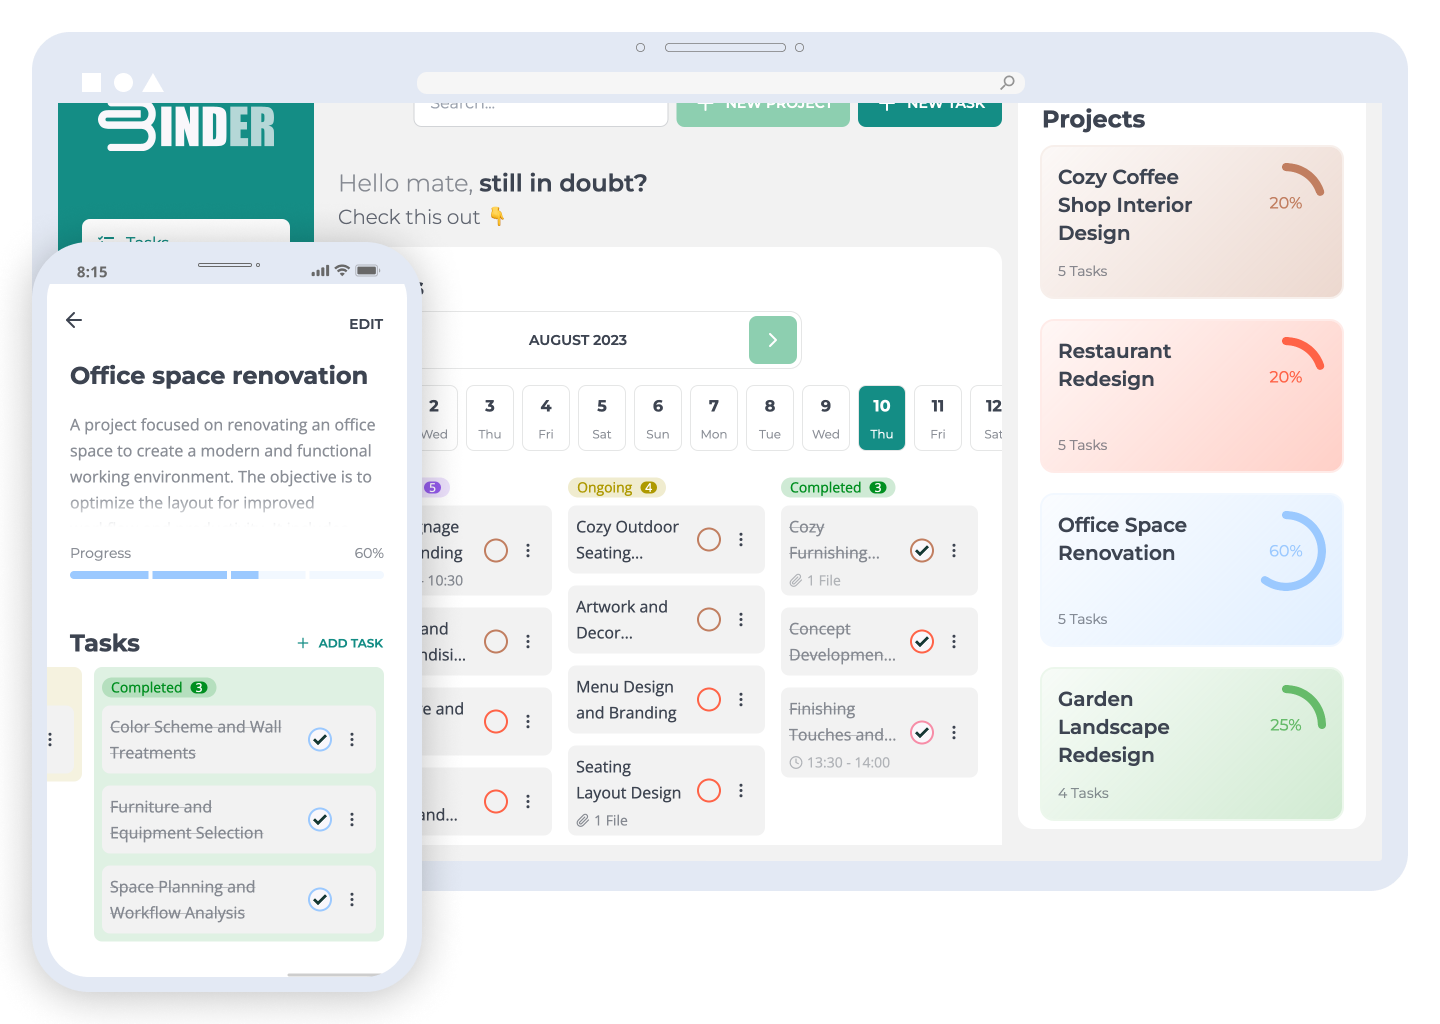 BINDER
Search...
NEW PROJECT
NEW TASK
Hello mate, still in doubt?
Check this out 👇
Tasks
AUGUST 2023
2
Wed
3
Thu
4
Fri
5
Sat
6
Sun
7
Mon
8
Tue
9
Wed
10
Thu
11
Fri
12
Sat
5
- 10:30
and
e and
and...
Ongoing 4
Cozy Outdoor
Seating...
Artwork and
Decor...
Menu Design
and Branding
Seating
Layout Design
1 File
Completed 3
Cozy
Furnishing...
1 File
Concept
Developmen...
Finishing
Touches and...
13:30 - 14:00
Projects
Cozy Coffee
Shop Interior
Design
20%
5 Tasks
Restaurant
Redesign
20%
5 Tasks
Office Space
Renovation
60%
5 Tasks
Garden
Landscape
Redesign
25%
4 Tasks
8:15
EDIT
Office space renovation
A project focused on renovating an office
space to create a modern and functional
working environment. The objective is to
optimize the layout for improved
Progress
60%
Tasks
+ ADD TASK
Completed 3
Color Scheme and Wall
Treatments
Furniture and
Equipment Selection
Space Planning and
Workflow Analysis